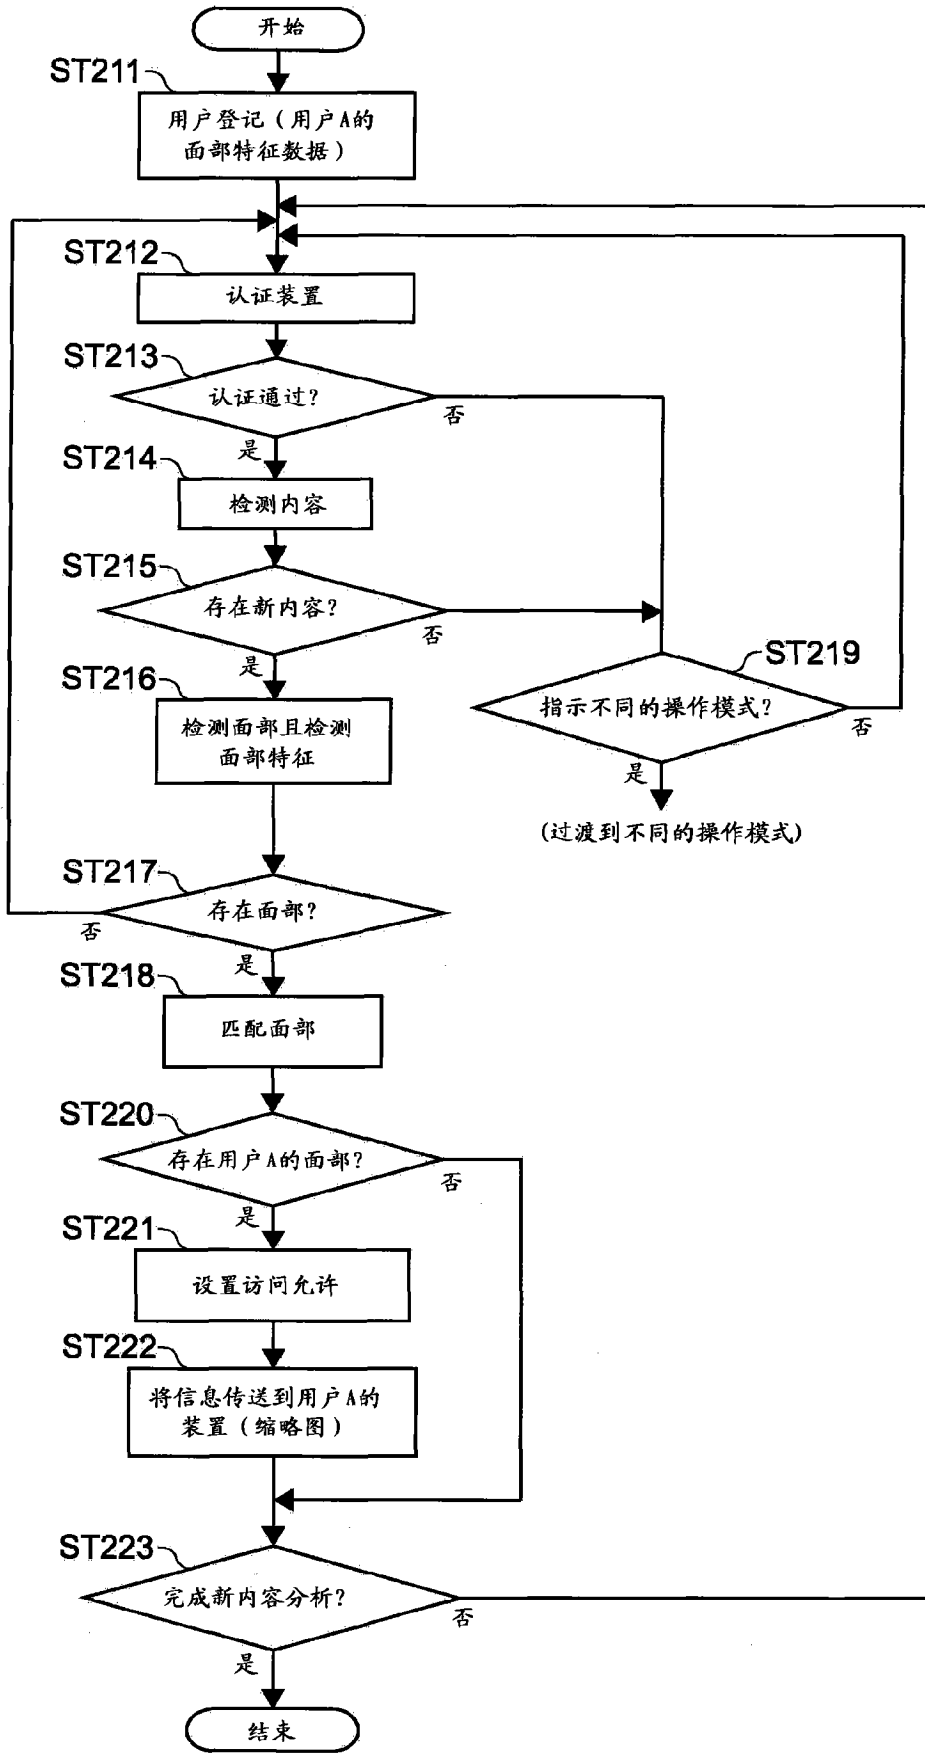 开始
ST211
用户登记（用户A的
面部特征数据）
ST212
认证装置
ST213
认证通过？
否
是
ST214
检测内容
ST215
存在新内容？
否
是
ST216
检测面部且检测
面部特征
ST219
指示不同的操作模式？
否
是
(过渡到不同的操作模式)
ST217
存在面部？
否
是
ST218
匹配面部
ST220
存在用户A的面部？
否
是
ST221
设置访问允许
ST222
将信息传送到用户A的
装置（缩略图）
ST223
完成新内容分析？
否
是
结束